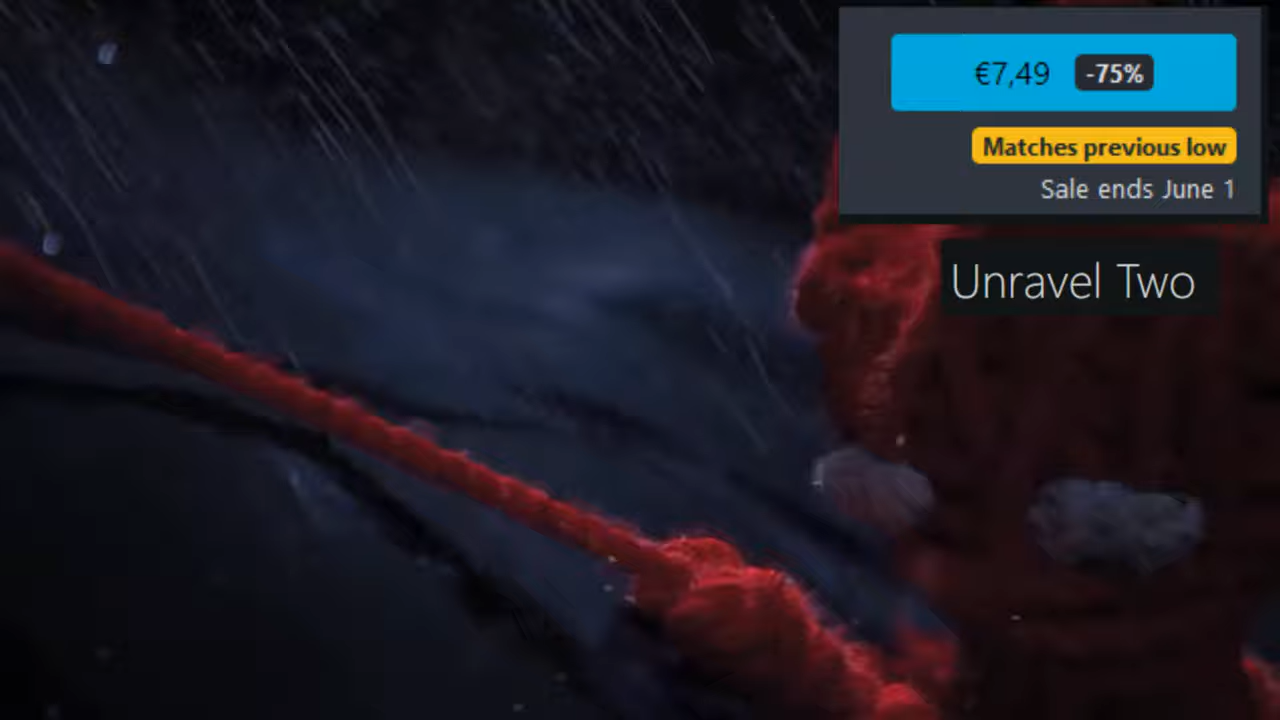 €7,49 -75%
Matches previous low
Sale ends June 1
Unravel Two